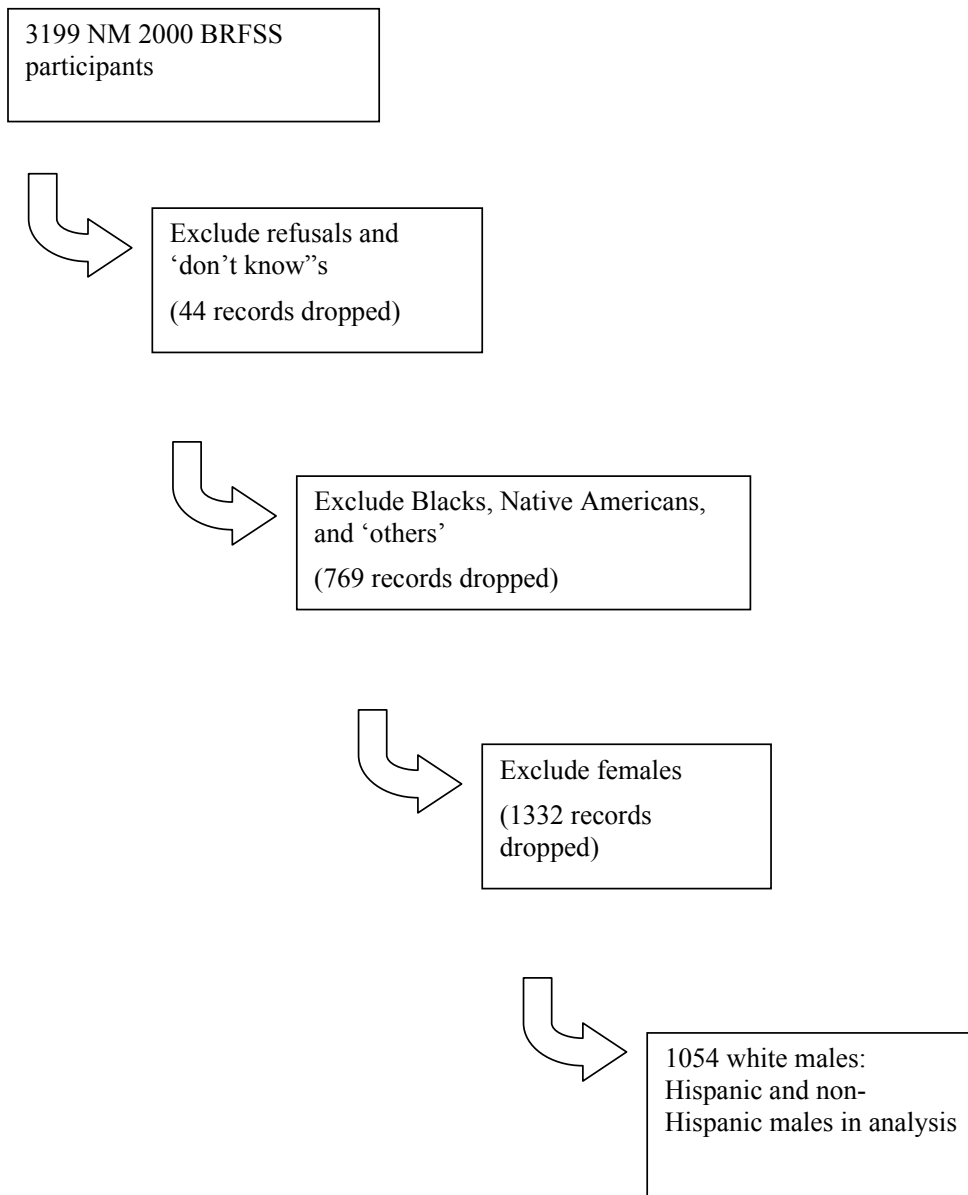 3199 NM 2000 BRFSS
participants
Exclude refusals and
‘don’t know”s
(44 records dropped)
Exclude Blacks, Native Americans,
and ‘others’
(769 records dropped)
Exclude females
(1332 records
dropped)
1054 white males:
Hispanic and non-
Hispanic males in analysis